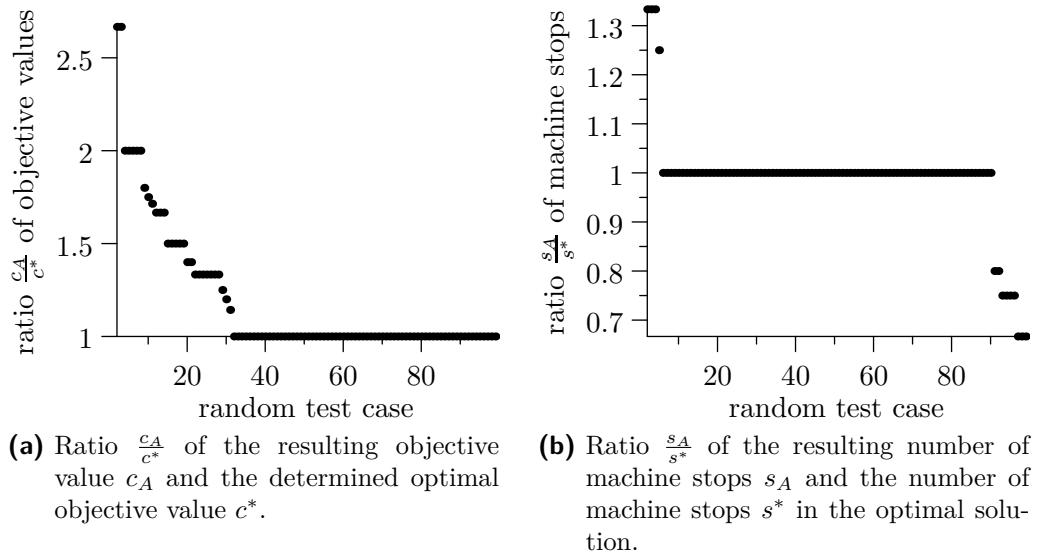 ratio c_A/c* of objective values
2.5
2
1.5
1
20 40 60 80
random test case
(a) Ratio c_A/c* of the resulting objective
value c_A and the determined optimal
objective value c*.
ratio s_A/s* of machine stops
1.3
1.2
1.1
1
0.9
0.8
0.7
20 40 60 80
random test case
(b) Ratio s_A/s* of the resulting number of
machine stops s_A and the number of
machine stops s* in the optimal solu-
tion.